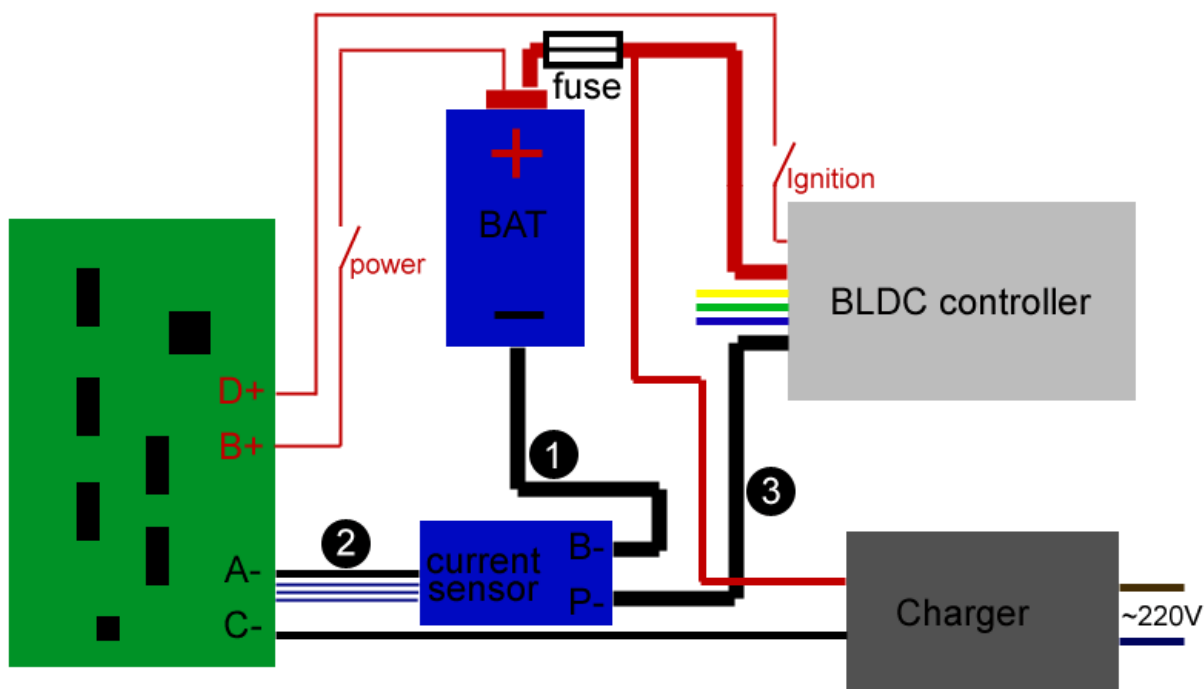 fuse
+
Ignition
BAT
power
BLDC controller
D+
B+
−
1
3
2
current
sensor
B-
P-
A-
C-
Charger
~220V